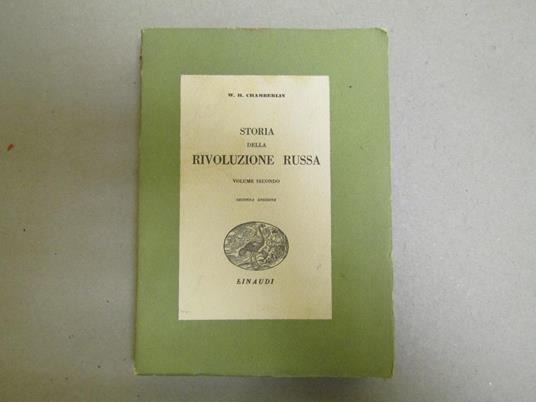 W. H. CHAMBERLIN
STORIA
DELLA
RIVOLUZIONE RUSSA
VOLUME SECONDO
SECONDA EDIZIONE
EINAUDI